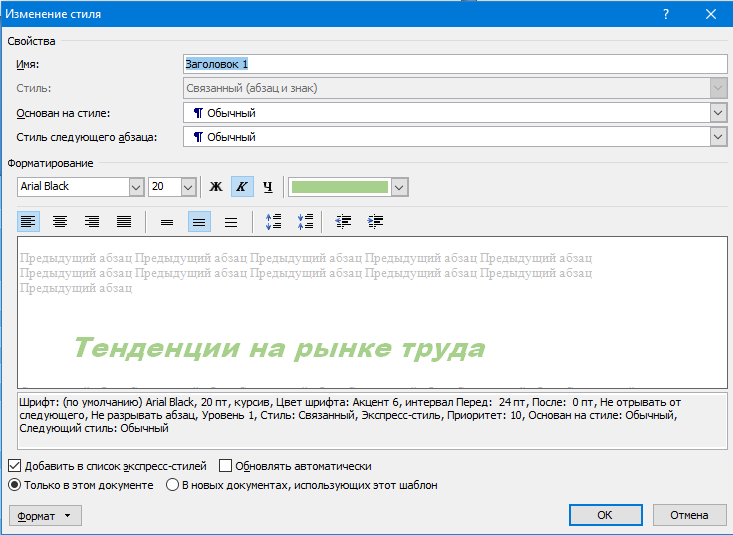 Изменение стиля
Свойства
Имя: Заголовок 1
Стиль: Связанный (абзац и знак)
Основан на стиле: ¶ Обычный
Стиль следующего абзаца: ¶ Обычный
Форматирование
Arial Black 20 Ж К Ч
Предыдущий абзац Предыдущий абзац Предыдущий абзац Предыдущий абзац Предыдущий абзац
Предыдущий абзац Предыдущий абзац Предыдущий абзац Предыдущий абзац Предыдущий абзац
Предыдущий абзац
Тенденции на рынке труда
Шрифт: (по умолчанию) Arial Black, 20 пт, курсив, Цвет шрифта: Акцент 6, интервал Перед: 24 пт, После: 0 пт, Не отрывать от
следующего, Не разрывать абзац, Уровень 1, Стиль: Связанный, Экспресс-стиль, Приоритет: 10, Основан на стиле: Обычный,
Следующий стиль: Обычный
Добавить в список экспресс-стилей Обновлять автоматически
Только в этом документе В новых документах, использующих этот шаблон
Формат ОК Отмена